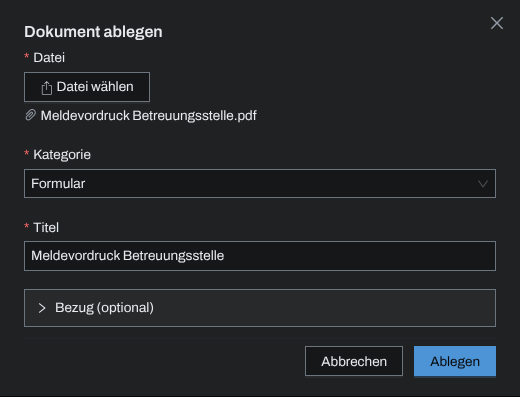 Dokument ablegen
* Datei
Datei wählen
Meldevordruck Betreuungsstelle.pdf
* Kategorie
Formular
* Titel
Meldevordruck Betreuungsstelle
Bezug (optional)
Abbrechen
Ablegen